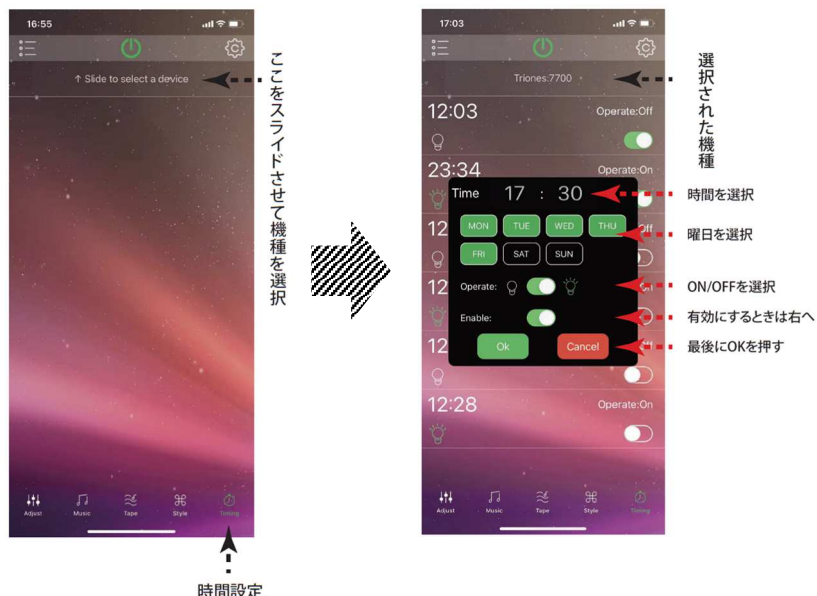 16:55
↑ Slide to select a device
Adjust
Music
Tape
Style
Timing
ここをスライドさせて機種を選択
時間設定
17:03
Triones:7700
選択された機種
12:03
Operate:Off
23:34
Operate:On
Time 17 : 30
時間を選択
MON TUE WED THU
曜日を選択
FRI SAT SUN
Operate:
ON/OFFを選択
Enable:
有効にするときは右へ
Ok Cancel
最後にOKを押す
12
12
12
12:28
Operate:On
Adjust
Music
Tape
Style
Timing